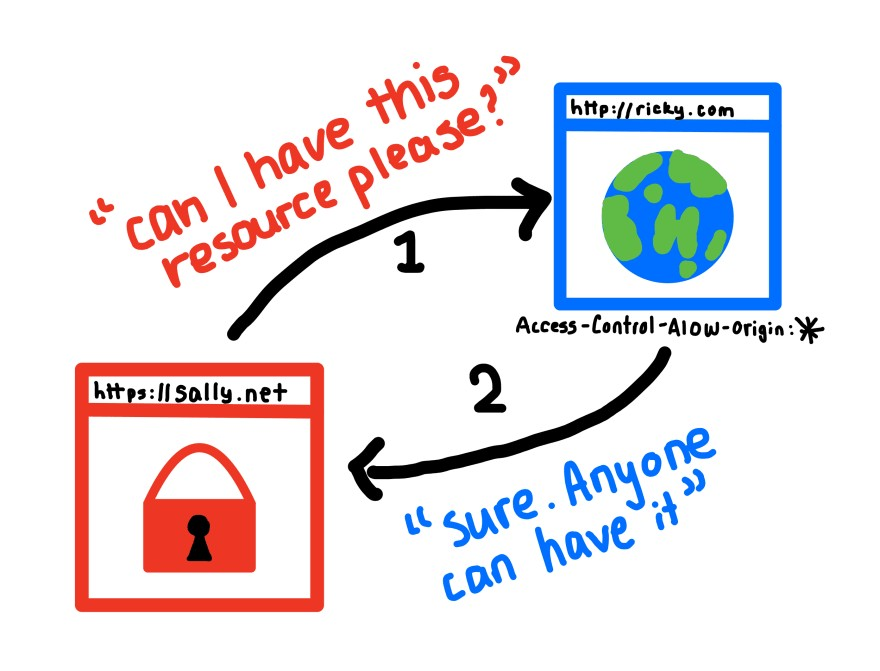 “can I have this
resource please?”
1
http://ricky.com
Access-Control-Alow-Origin:*
https://sally.net
2
“sure. Anyone
can have it”